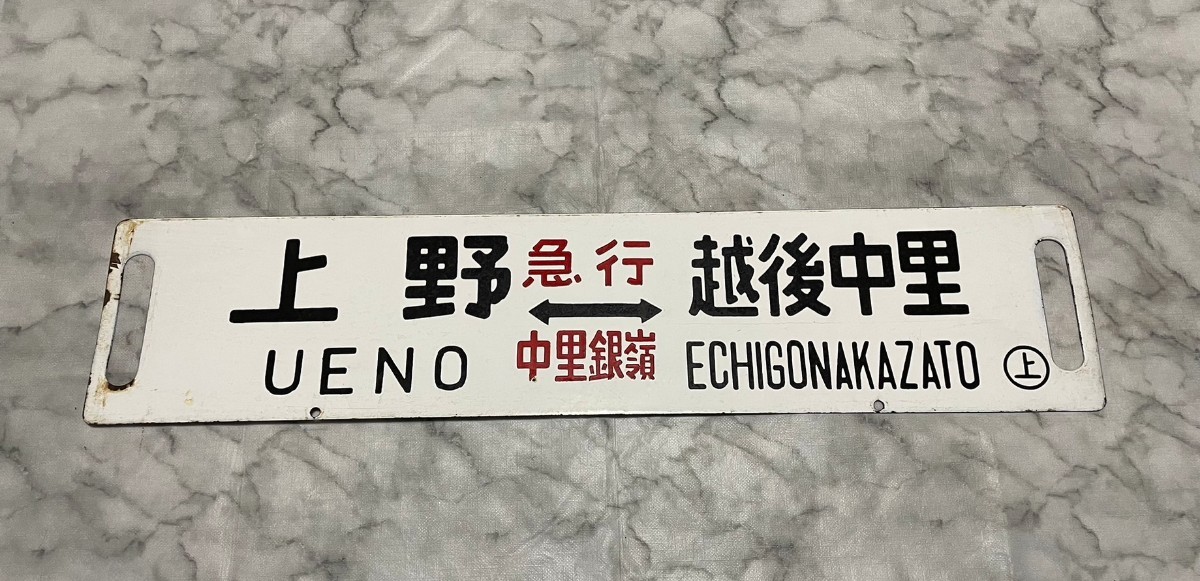 上野 急行 越後中里
UENO 中里銀嶺 ECHIGONAKAZATO 上